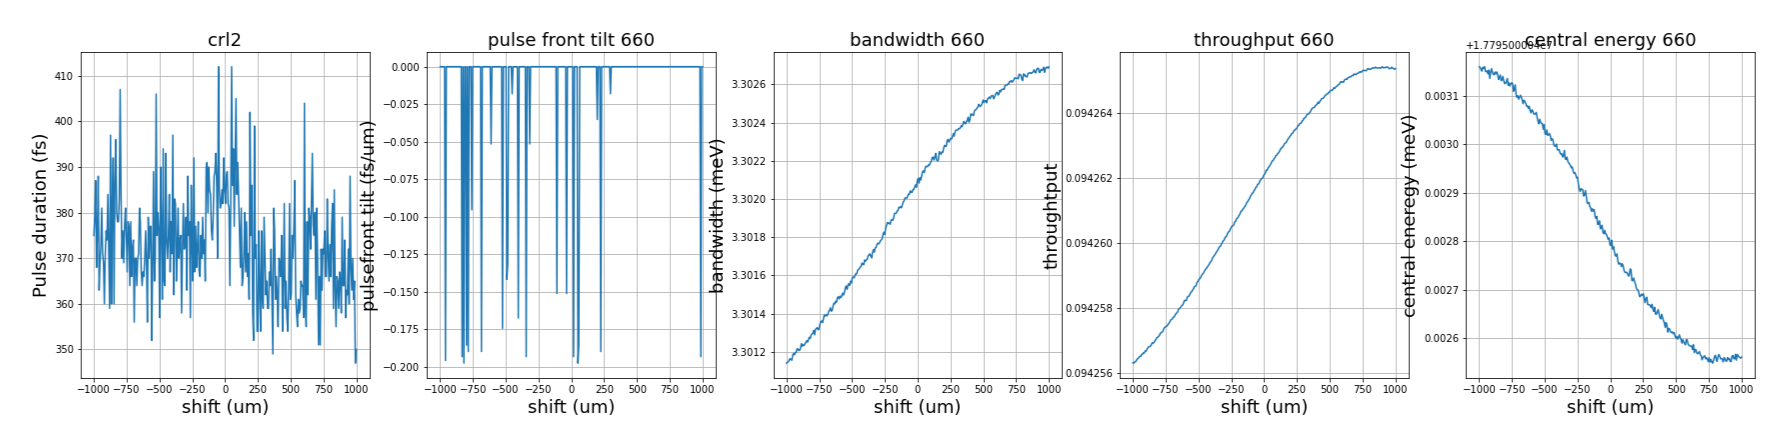 crl2
410
400
390
380
370
360
350
−1000 −750 −500 −250 0 250 500 750 1000
shift (um)
Pulse duration (fs)
pulse front tilt 660
0.000
−0.025
−0.050
−0.075
−0.100
−0.125
−0.150
−0.175
−0.200
−1000 −750 −500 −250 0 250 500 750 1000
shift (um)
pulsefront tilt (fs/um)
bandwidth 660
3.3026
3.3024
3.3022
3.3020
3.3018
3.3016
3.3014
3.3012
−1000 −750 −500 −250 0 250 500 750 1000
shift (um)
bandwidth (meV)
throughput 660
0.094264
0.094262
0.094260
0.094258
0.094256
−1000 −750 −500 −250 0 250 500 750 1000
shift (um)
throughtput
central energy 660
+1.779500004e7
0.0031
0.0030
0.0029
0.0028
0.0027
0.0026
−1000 −750 −500 −250 0 250 500 750 1000
shift (um)
central eneregy (meV)